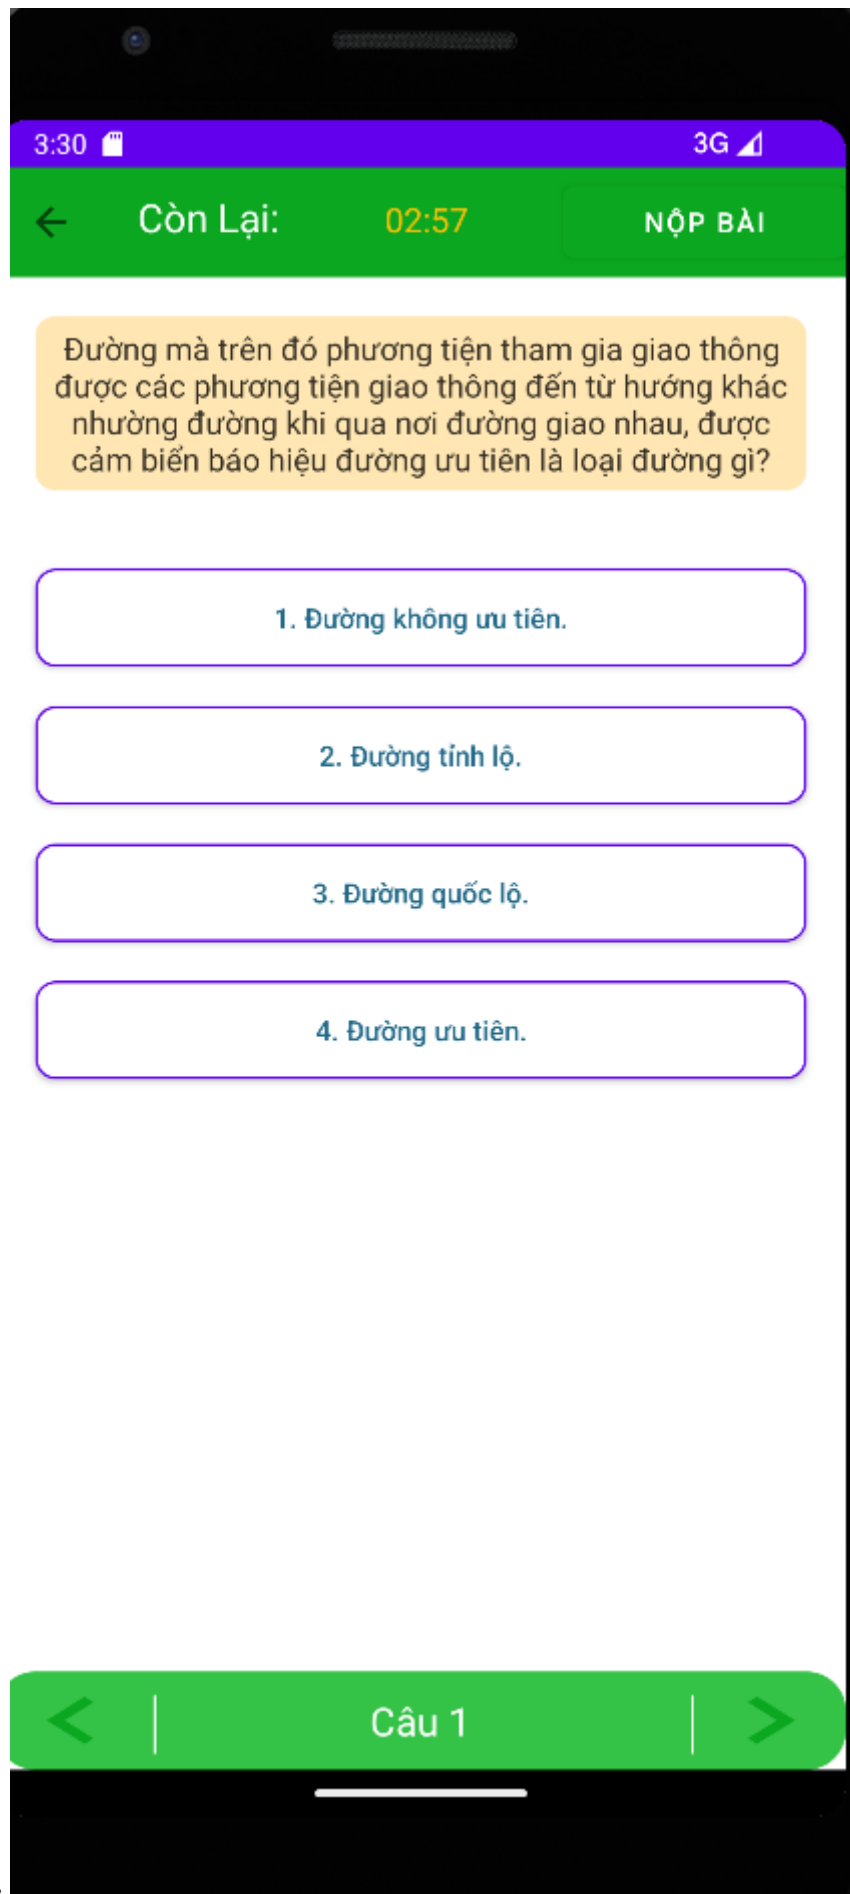 3:30
3G
Còn Lại:
02:57
NỘP BÀI
Đường mà trên đó phương tiện tham gia giao thông
được các phương tiện giao thông đến từ hướng khác
nhường đường khi qua nơi đường giao nhau, được
cảm biển báo hiệu đường ưu tiên là loại đường gì?
1. Đường không ưu tiên.
2. Đường tỉnh lộ.
3. Đường quốc lộ.
4. Đường ưu tiên.
Câu 1